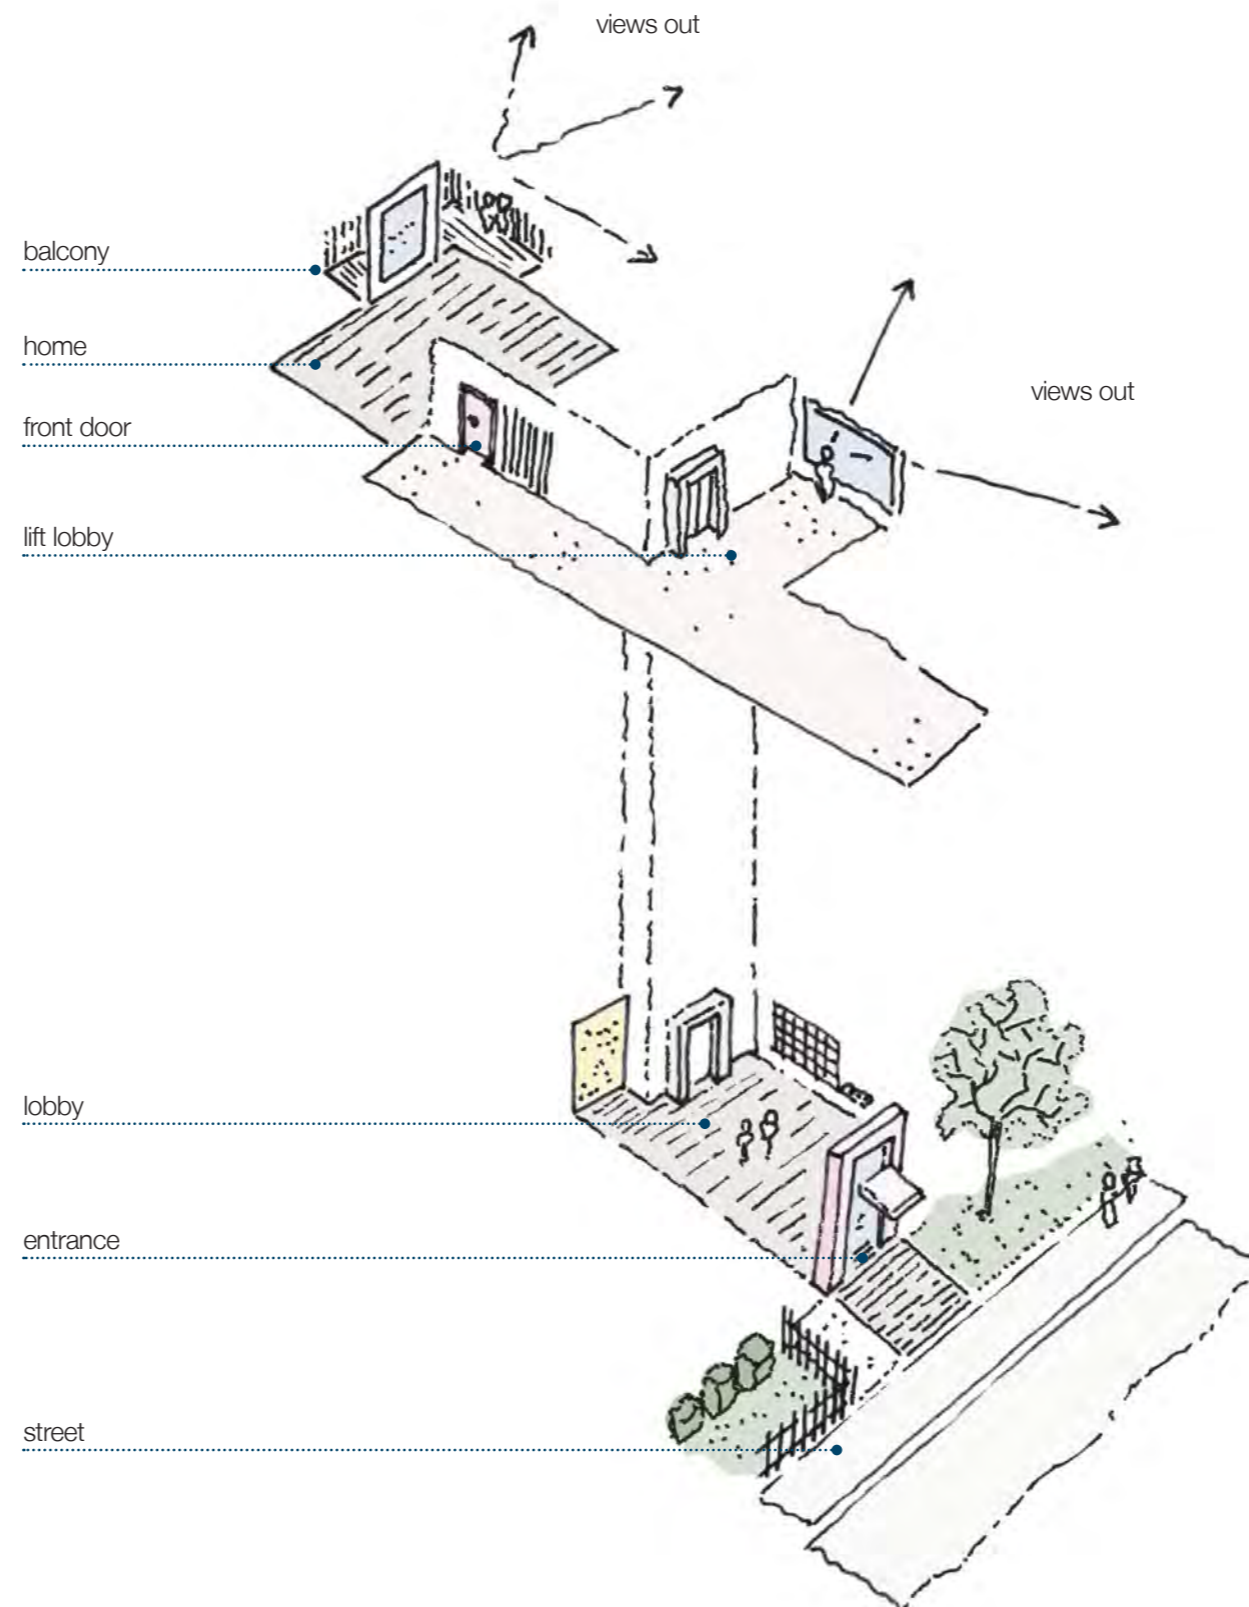 views out
balcony
home
views out
front door
lift lobby
lobby
entrance
street